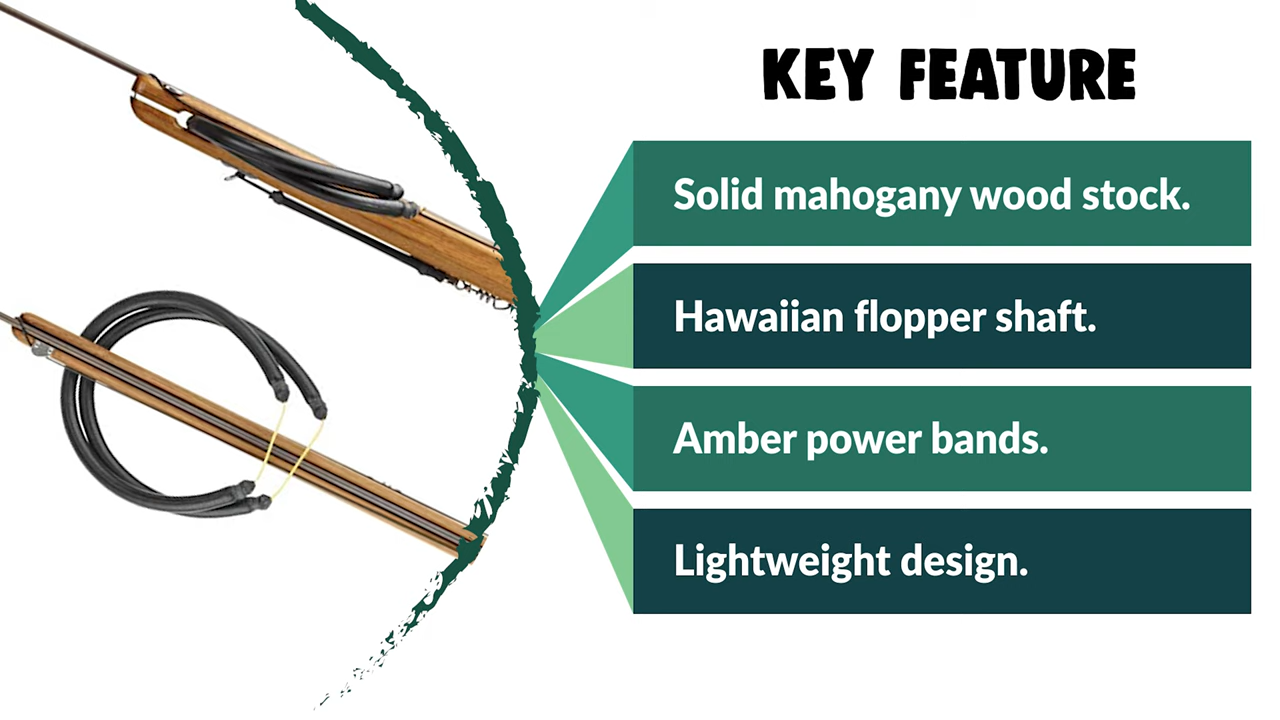 KEY FEATURE
Solid mahogany wood stock.
Hawaiian flopper shaft.
Amber power bands.
Lightweight design.